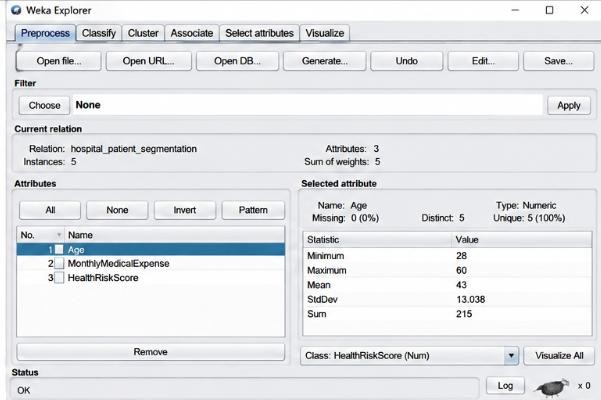 Weka Explorer
Preprocess Classify Cluster Associate Select attributes Visualize
Open file... Open URL... Open DB... Generate... Undo Edit... Save...
Filter
Choose None Apply
Current relation
Relation: hospital_patient_segmentation Attributes: 3
Instances: 5 Sum of weights: 5
Attributes
All None Invert Pattern
No. Name
1 Age
2 MonthlyMedicalExpense
3 HealthRiskScore
Remove
Selected attribute
Name: Age Type: Numeric
Missing: 0 (0%) Distinct: 5 Unique: 5 (100%)
Statistic Value
Minimum 28
Maximum 60
Mean 43
StdDev 13.038
Sum 215
Class: HealthRiskScore (Num) Visualize All
Status
OK Log x 0